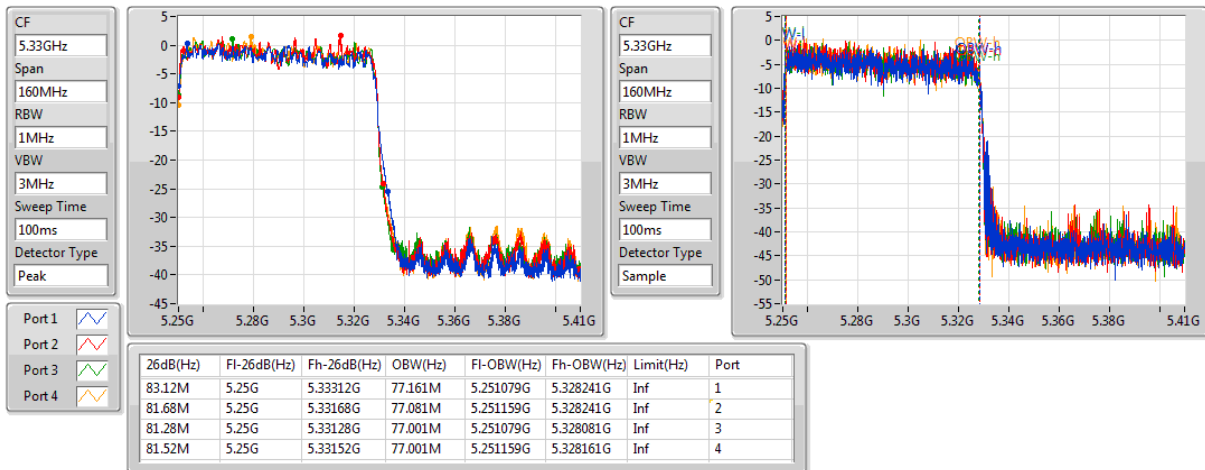 CF
5.33GHz
Span
160MHz
RBW
1MHz
VBW
3MHz
Sweep Time
100ms
Detector Type
Peak
5
0
-5
-10
-15
-20
-25
-30
-35
-40
-45
5.25G 5.26G 5.28G 5.3G 5.32G 5.34G 5.36G 5.38G 5.41G
CF
5.33GHz
Span
160MHz
RBW
1MHz
VBW
3MHz
Sweep Time
100ms
Detector Type
Sample
5
0
-5
-10
-15
-20
-25
-30
-35
-40
-45
-50
-55
W-l
OBW-h
5.25G 5.26G 5.28G 5.3G 5.32G 5.34G 5.36G 5.38G 5.41G
Port 1
Port 2
Port 3
Port 4
26dB(Hz) Fl-26dB(Hz) Fh-26dB(Hz) OBW(Hz) Fl-OBW(Hz) Fh-OBW(Hz) Limit(Hz) Port
83.12M 5.25G 5.33312G 77.161M 5.251079G 5.328241G Inf 1
81.68M 5.25G 5.33168G 77.081M 5.251159G 5.328241G Inf 2
81.28M 5.25G 5.33128G 77.001M 5.251079G 5.328081G Inf 3
81.52M 5.25G 5.33152G 77.001M 5.251159G 5.328161G Inf 4